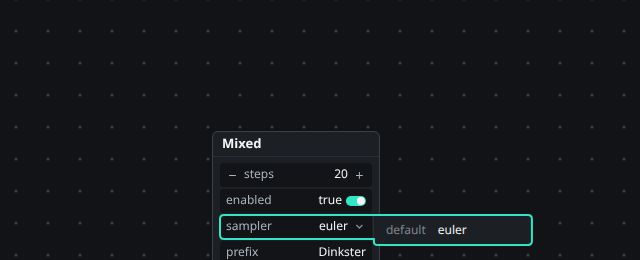 Mixed
– steps 20 +
enabled true
sampler euler default euler
prefix Dinkster